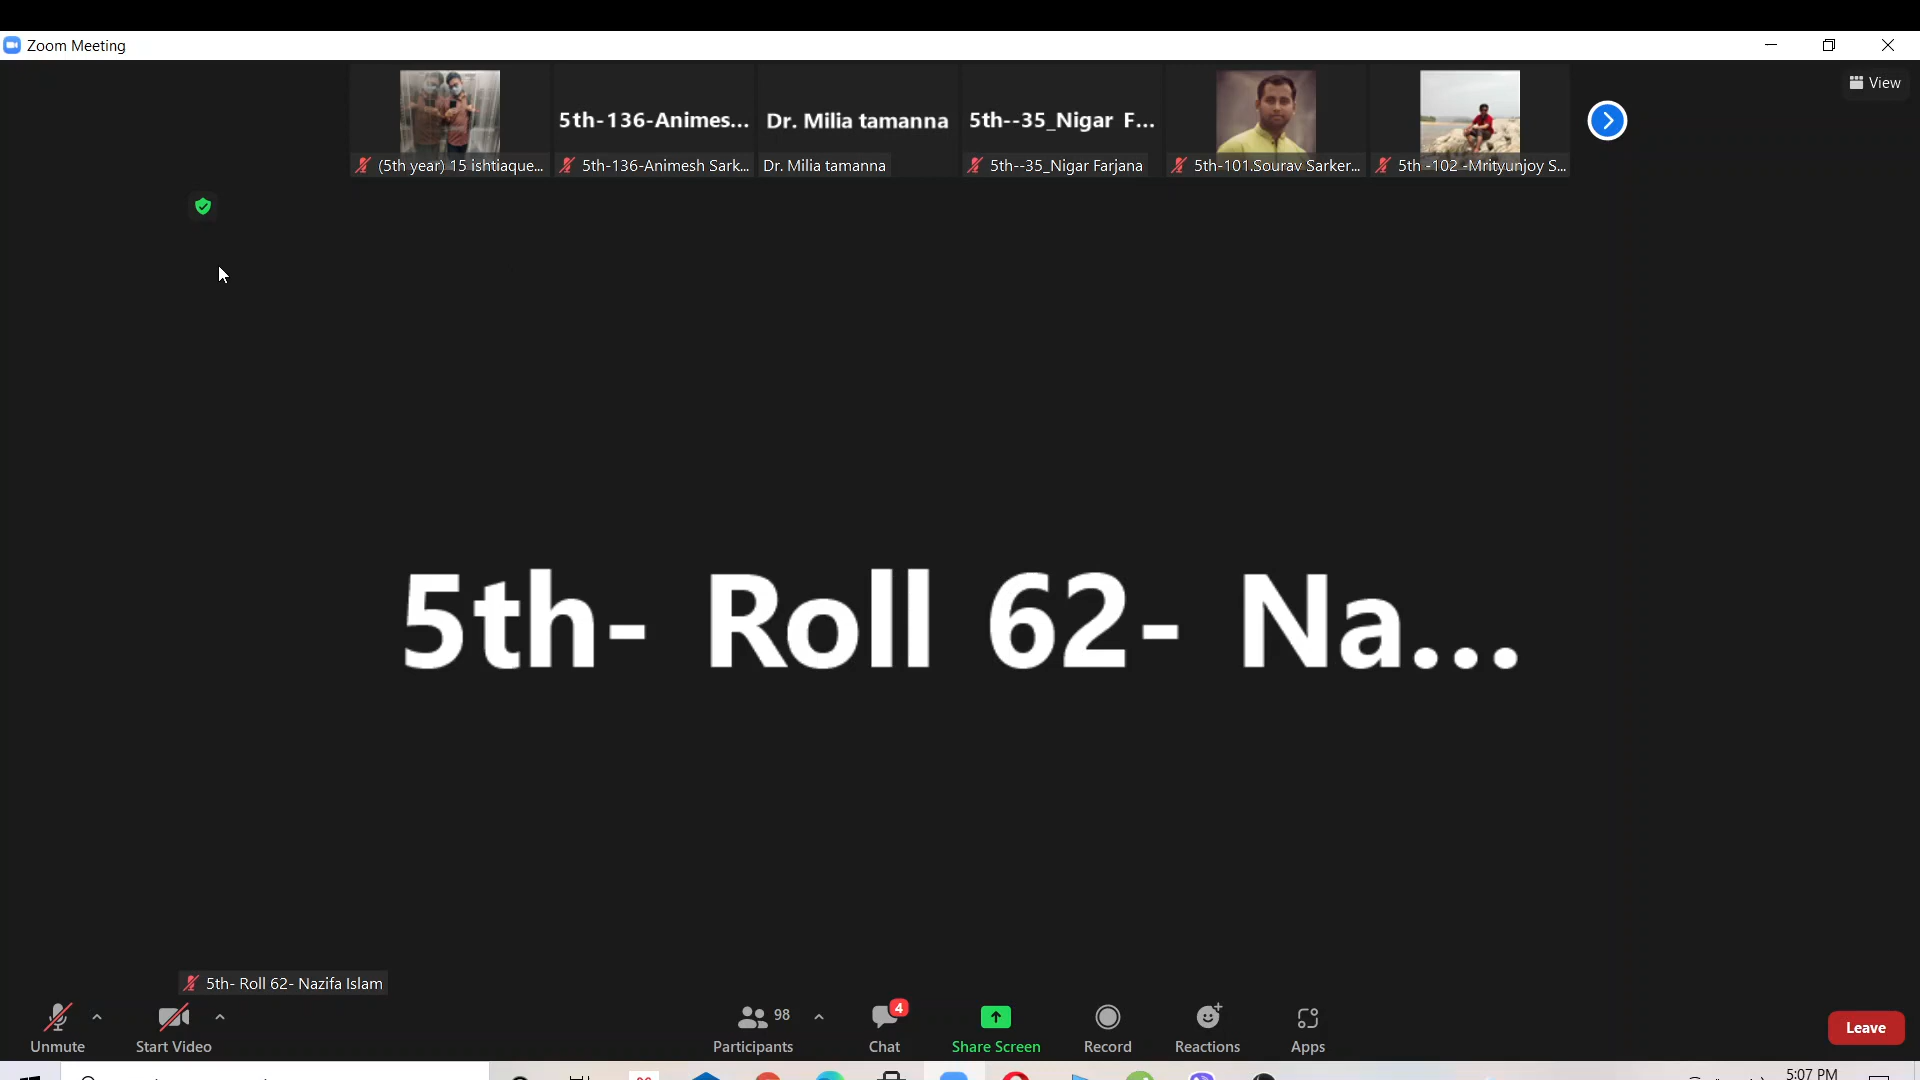 Zoom Meeting
View
5th-136-Animes...
Dr. Milia tamanna
5th--35_Nigar F...
(5th year) 15 ishtiaque...
5th-136-Animesh Sark...
Dr. Milia tamanna
5th--35_Nigar Farjana
5th-101.Sourav Sarker...
5th -102 -Mrityunjoy S...
5th- Roll 62- Na...
5th- Roll 62- Nazifa Islam
Unmute
Start Video
98
Participants
4
Chat
Share Screen
Record
Reactions
Apps
Leave
5:07 PM